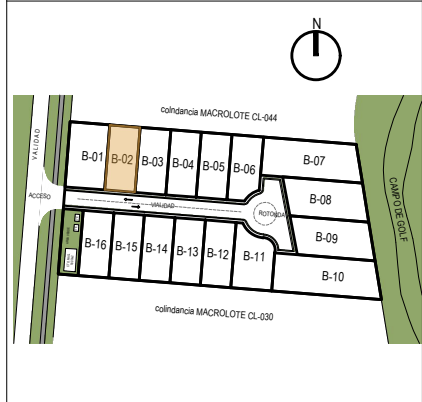 N
colindancia MACROLOTE CL-044
VIALIDAD
B-01
B-02
B-03
B-04
B-05
B-06
B-07
B-08
B-09
B-10
ACCESO
VIALIDAD
ROTONDA
CAMPO DE GOLF
B-16
B-15
B-14
B-13
B-12
B-11
colindancia MACROLOTE CL-030